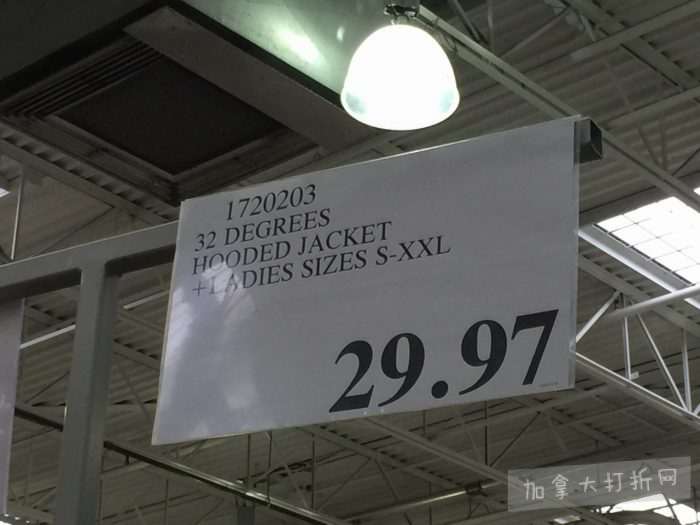 1720203
32 DEGREES
HOODED JACKET
+LADIES SIZES S-XXL
29.97
加拿大打折网